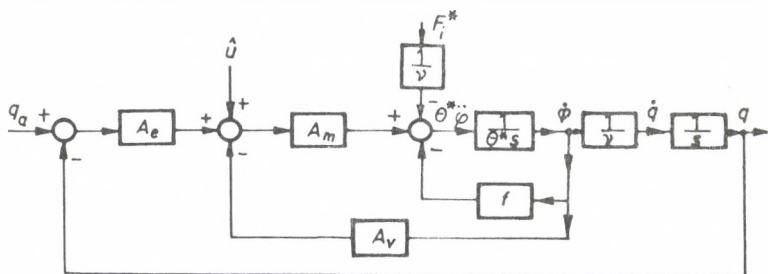 F_i^*
1/ν
û
q_a + - A_e + + - A_m + - - Θ*φ̈ 1/Θ*s φ̇ 1/ν q̇ 1/s q
f
A_v